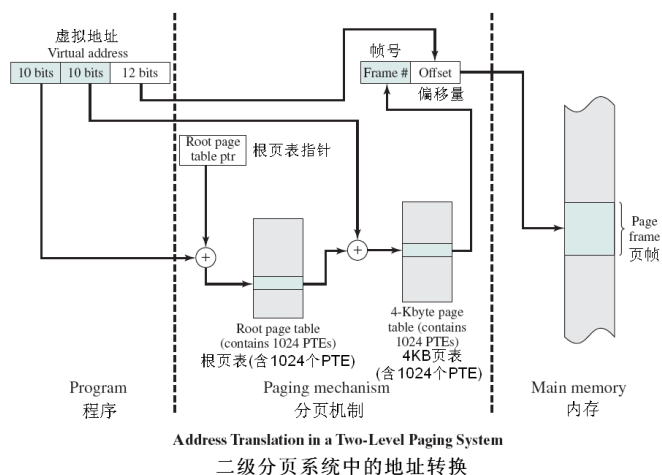 虚拟地址
Virtual address
10 bits 10 bits 12 bits
帧号
Frame # Offset
偏移量
Root page
table ptr
根页表指针
+
+
Page
frame
页帧
Root page table
(contains 1024 PTEs)
根页表(含1024个PTE)
4-Kbyte page
table (contains
1024 PTEs)
4KB页表
(含1024个PTE)
Program
程序
Paging mechanism
分页机制
Main memory
内存
Address Translation in a Two-Level Paging System
二级分页系统中的地址转换